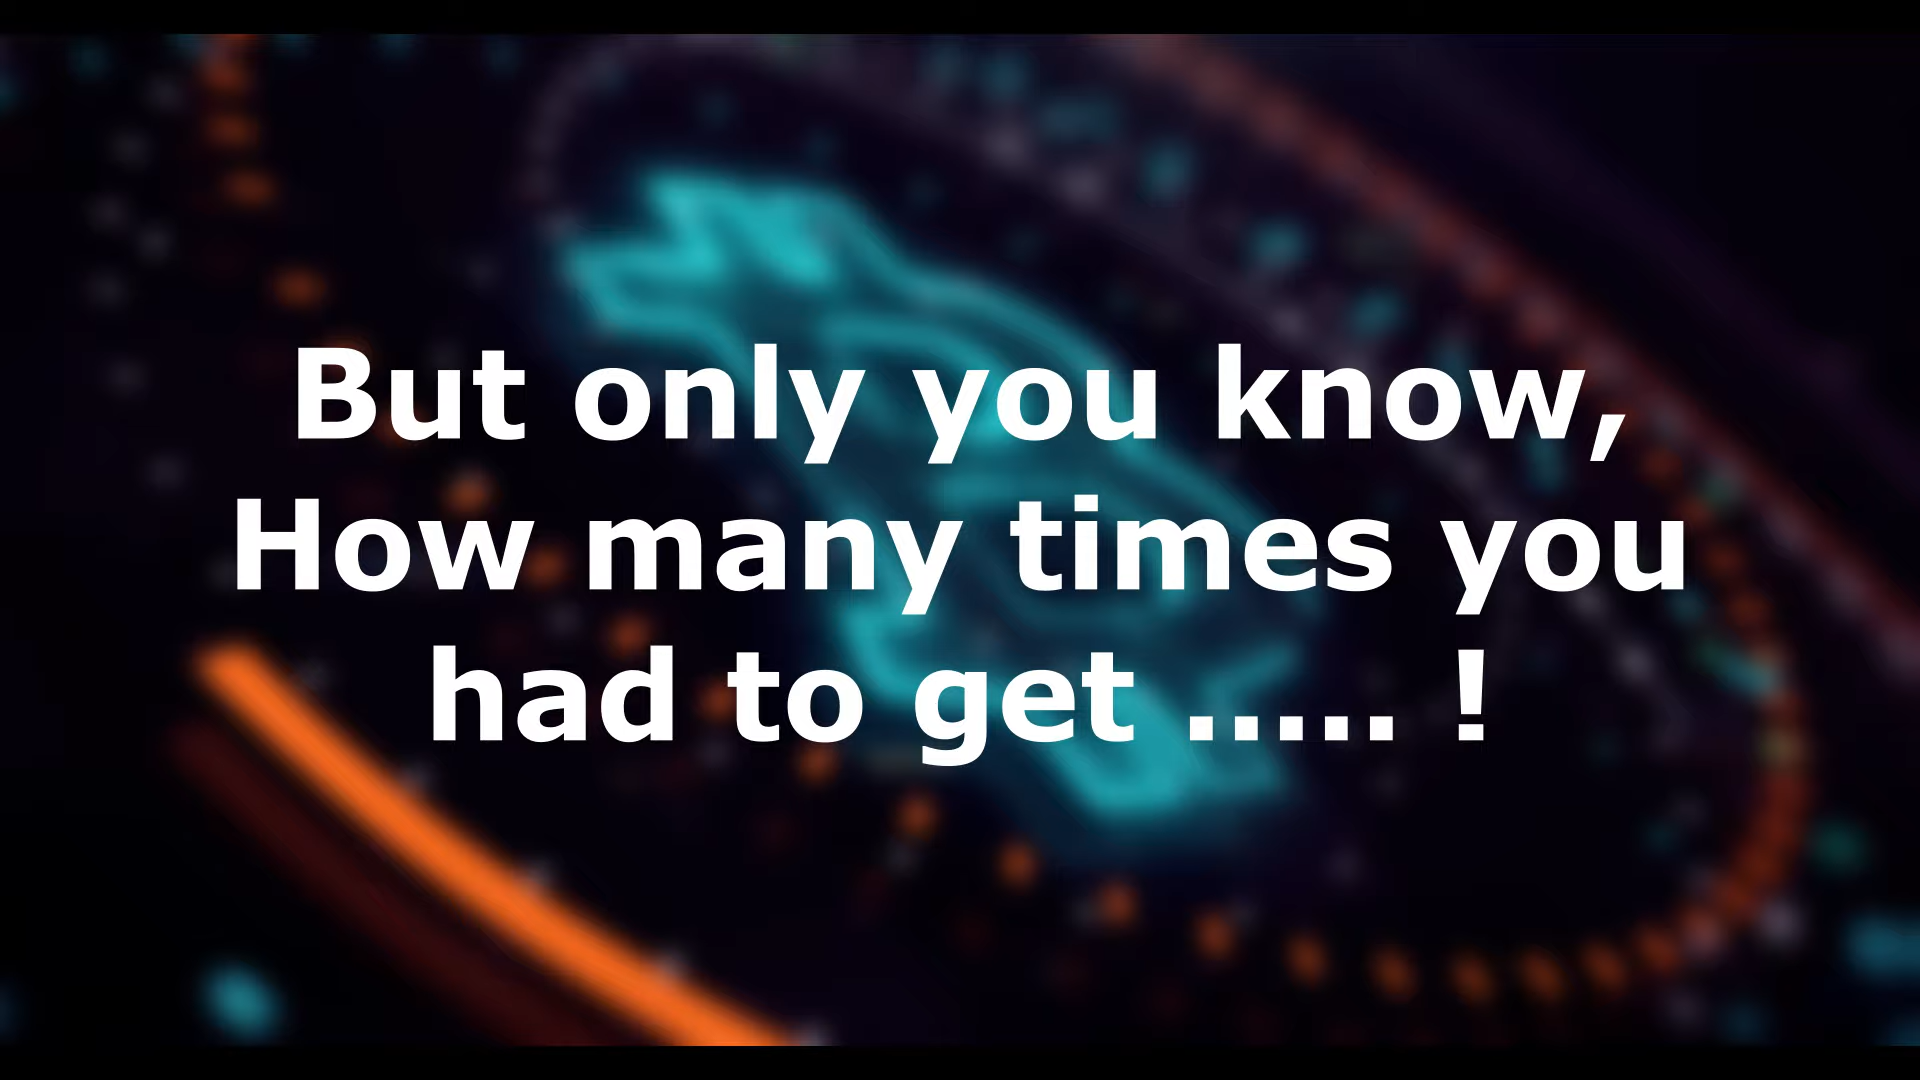 But only you know,
How many times you
had to get ..... !